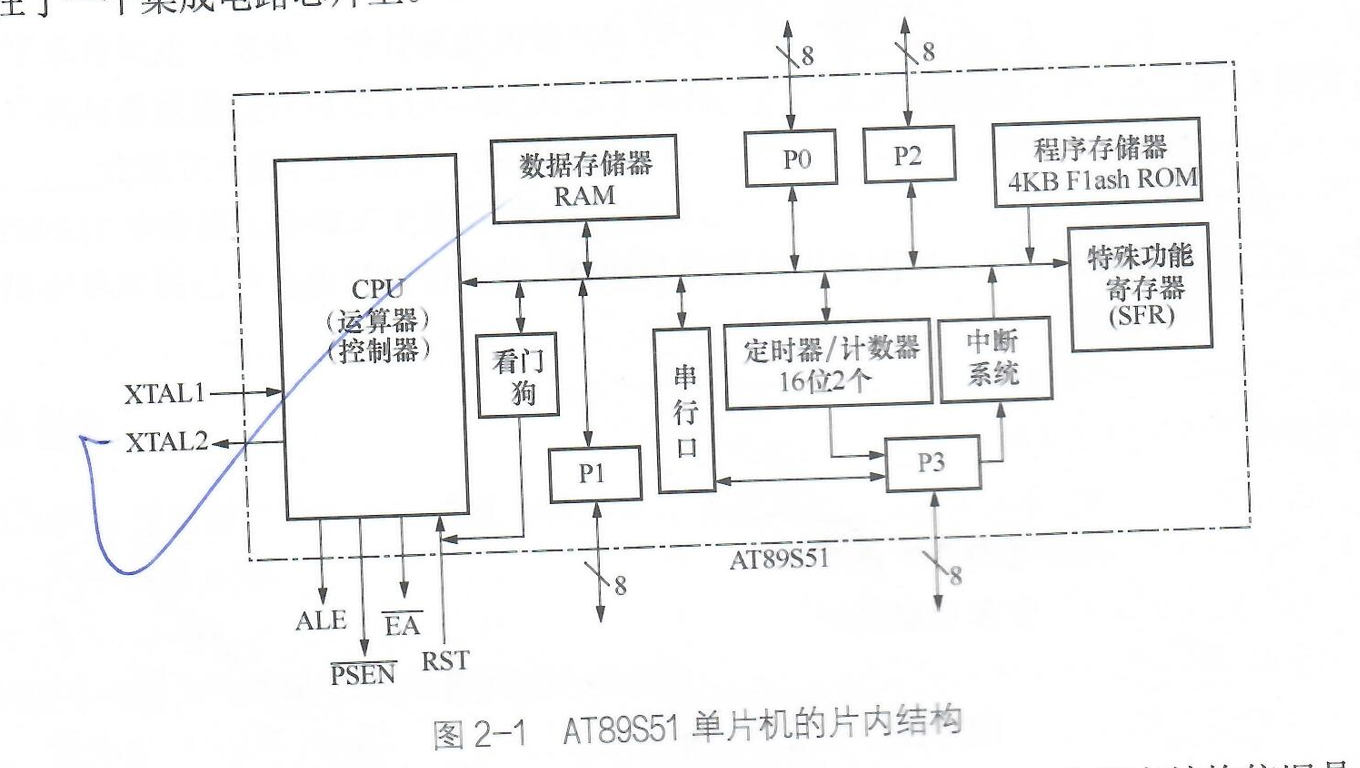 P0
P2
8
8
数据存储器
RAM
程序存储器
4KB Flash ROM
CPU
(运算器)
(控制器)
特殊功能
寄存器
(SFR)
看门
狗
串
行
口
定时器/计数器
16位2个
中断
系统
XTAL1
XTAL2
P1
P3
AT89S51
8
8
ALE
EA
PSEN
RST
图 2-1 AT89S51 单片机的片内结构